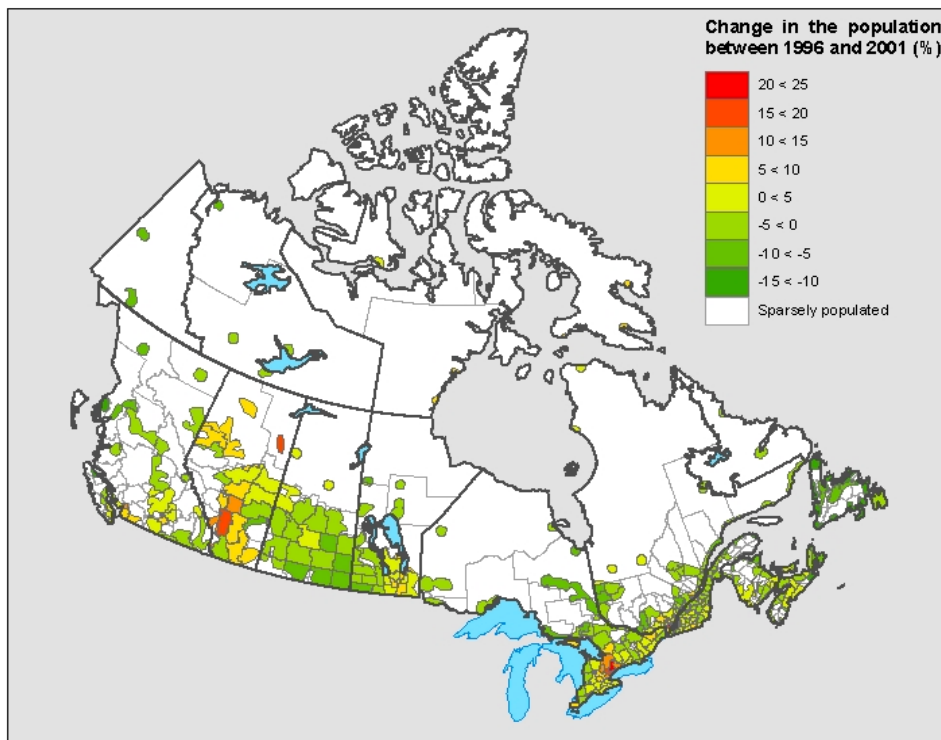 Change in the population
between 1996 and 2001 (%)
20 < 25
15 < 20
10 < 15
5 < 10
0 < 5
-5 < 0
-10 < -5
-15 < -10
Sparsely populated